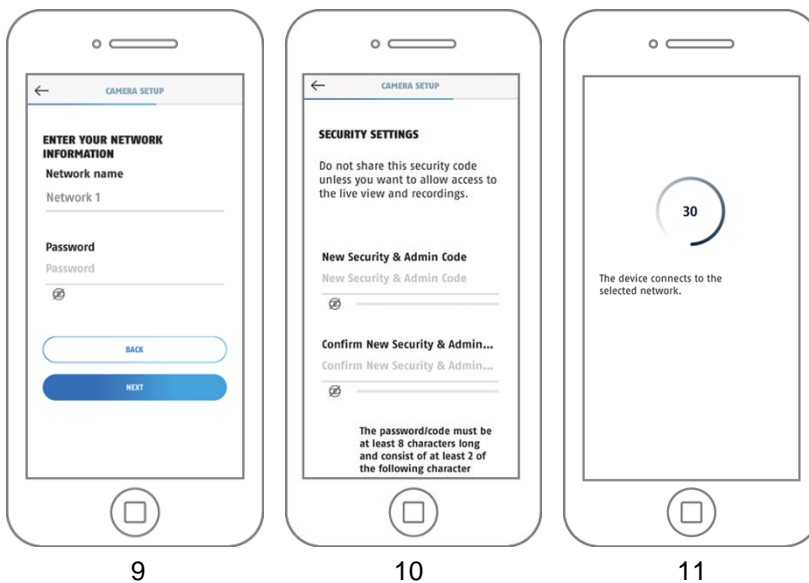 CAMERA SETUP
ENTER YOUR NETWORK
INFORMATION
Network name
Network 1
Password
Password
BACK
NEXT
9
CAMERA SETUP
SECURITY SETTINGS
Do not share this security code
unless you want to allow access to
the live view and recordings.
New Security & Admin Code
New Security & Admin Code
Confirm New Security & Admin...
Confirm New Security & Admin...
The password/code must be
at least 8 characters long
and consist of at least 2 of
the following character
10
30
The device connects to the
selected network.
11